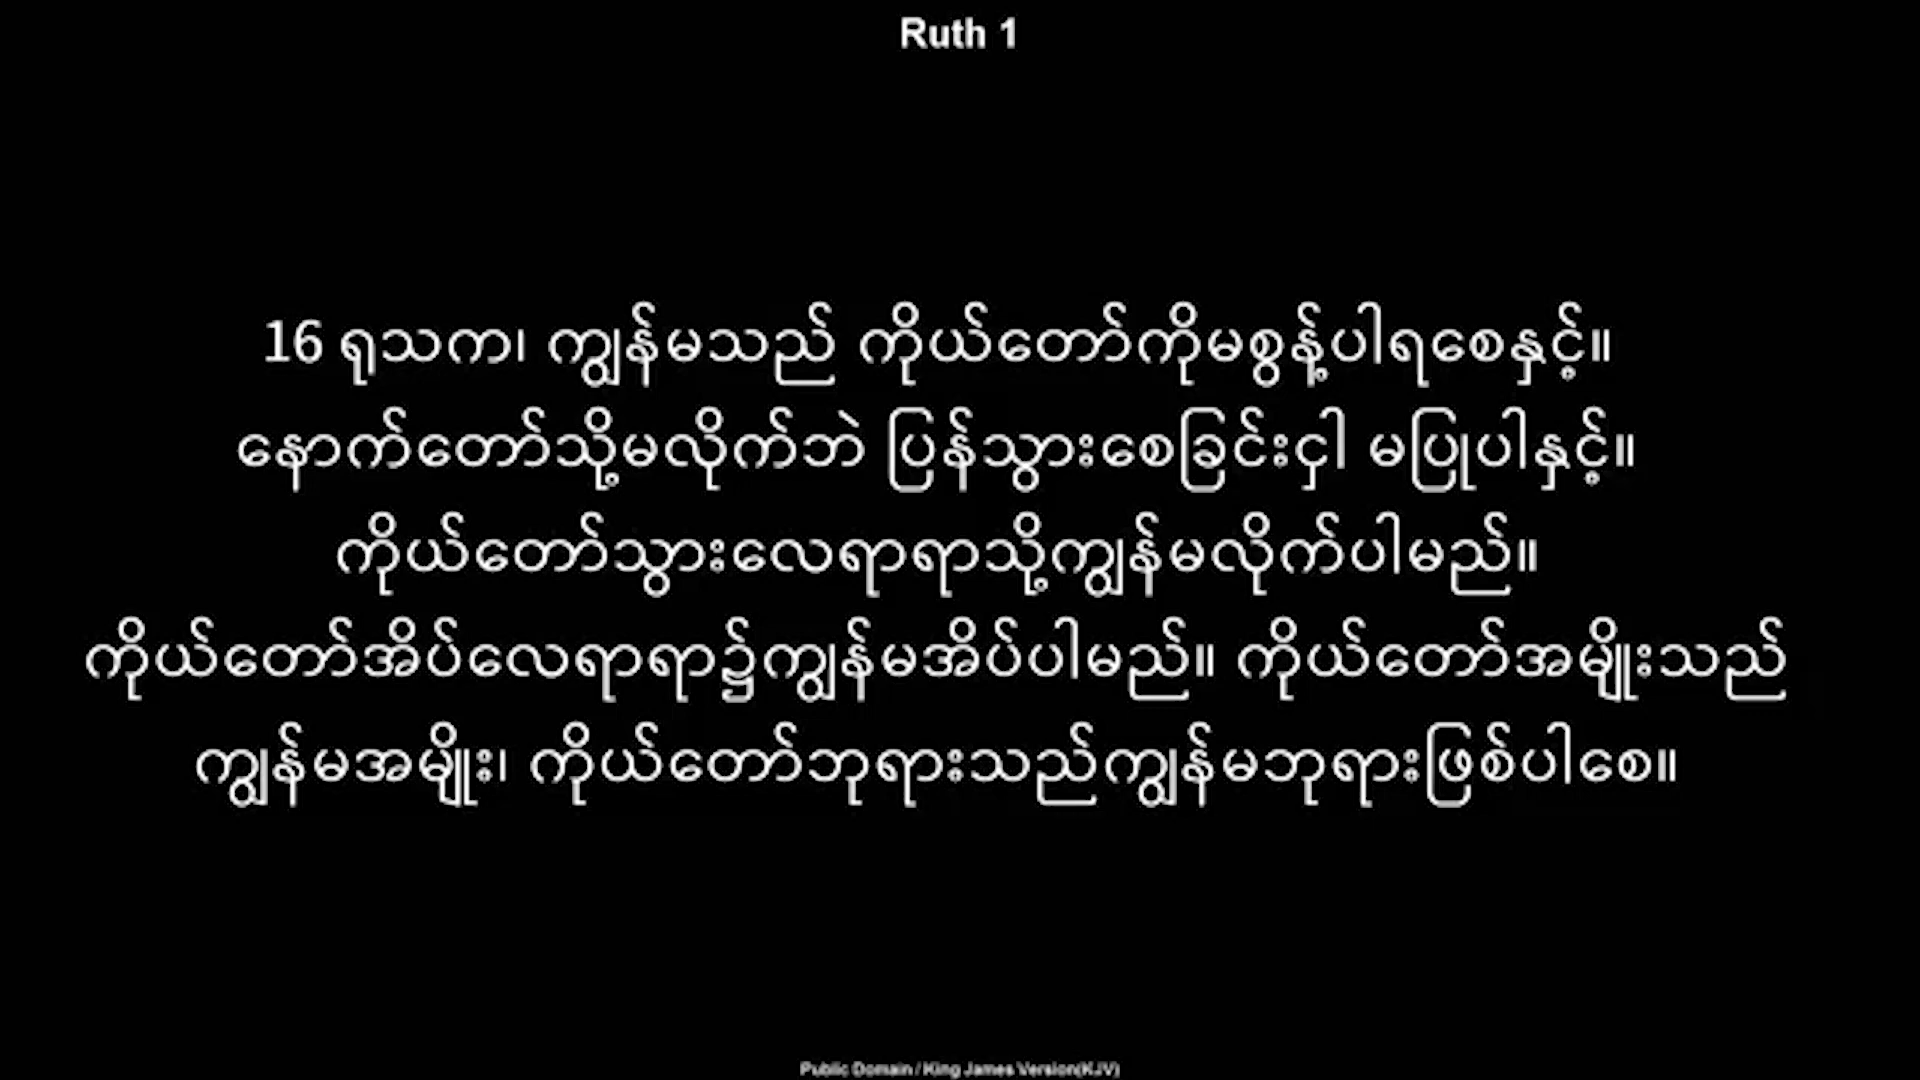 Ruth 1
16 ရုသက၊ ကျွန်မသည် ကိုယ်တော်ကိုမစွန့်ပါရစေနှင့်။
နောက်တော်သို့မလိုက်ဘဲ ပြန်သွားစေခြင်းငှါ မပြုပါနှင့်။
ကိုယ်တော်သွားလေရာရာသို့ကျွန်မလိုက်ပါမည်။
ကိုယ်တော်အိပ်လေရာရာ၌ကျွန်မအိပ်ပါမည်။ ကိုယ်တော်အမျိုးသည်
ကျွန်မအမျိုး၊ ကိုယ်တော်ဘုရားသည်ကျွန်မဘုရားဖြစ်ပါစေ။
Public Domain / King James Version(KJV)